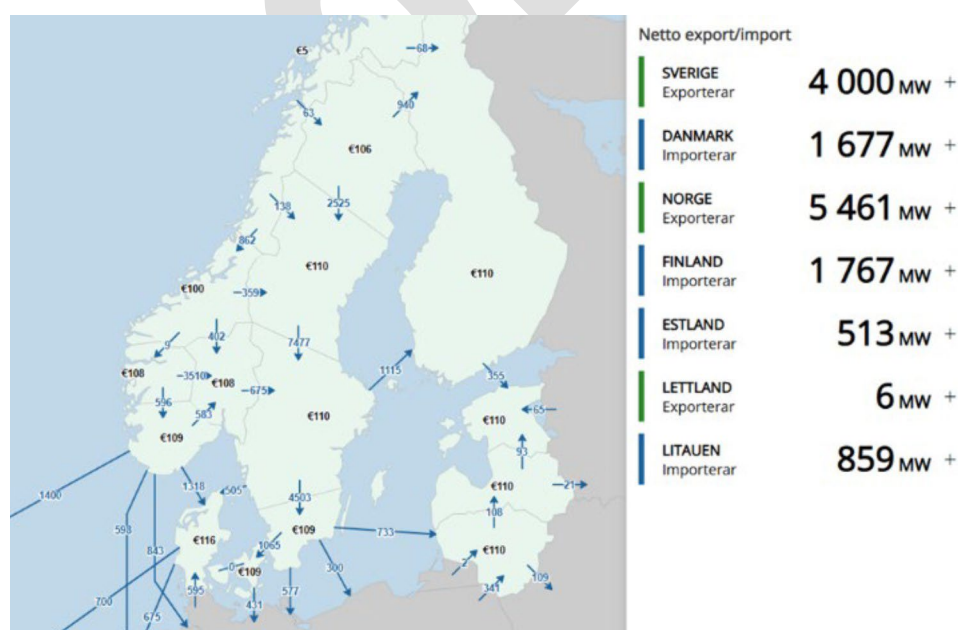 Netto export/import
SVERIGE
Exporterar
4 000 MW +
DANMARK
Importerar
1 677 MW +
NORGE
Exporterar
5 461 MW +
FINLAND
Importerar
1 767 MW +
ESTLAND
Importerar
513 MW +
LETTLAND
Exporterar
6 MW +
LITAUEN
Importerar
859 MW +
€5
68
63
940
€106
138
2525
862
€110
€110
€100
359
9
402
7477
€108
3510
€108
675
1115
355
596
583
€110
€110
65
€109
93
1400
1318
505
4503
€110
21
108
593
843
€116
1065
€109
733
€110
0
€109
2
300
341
109
700
675
595
431
577